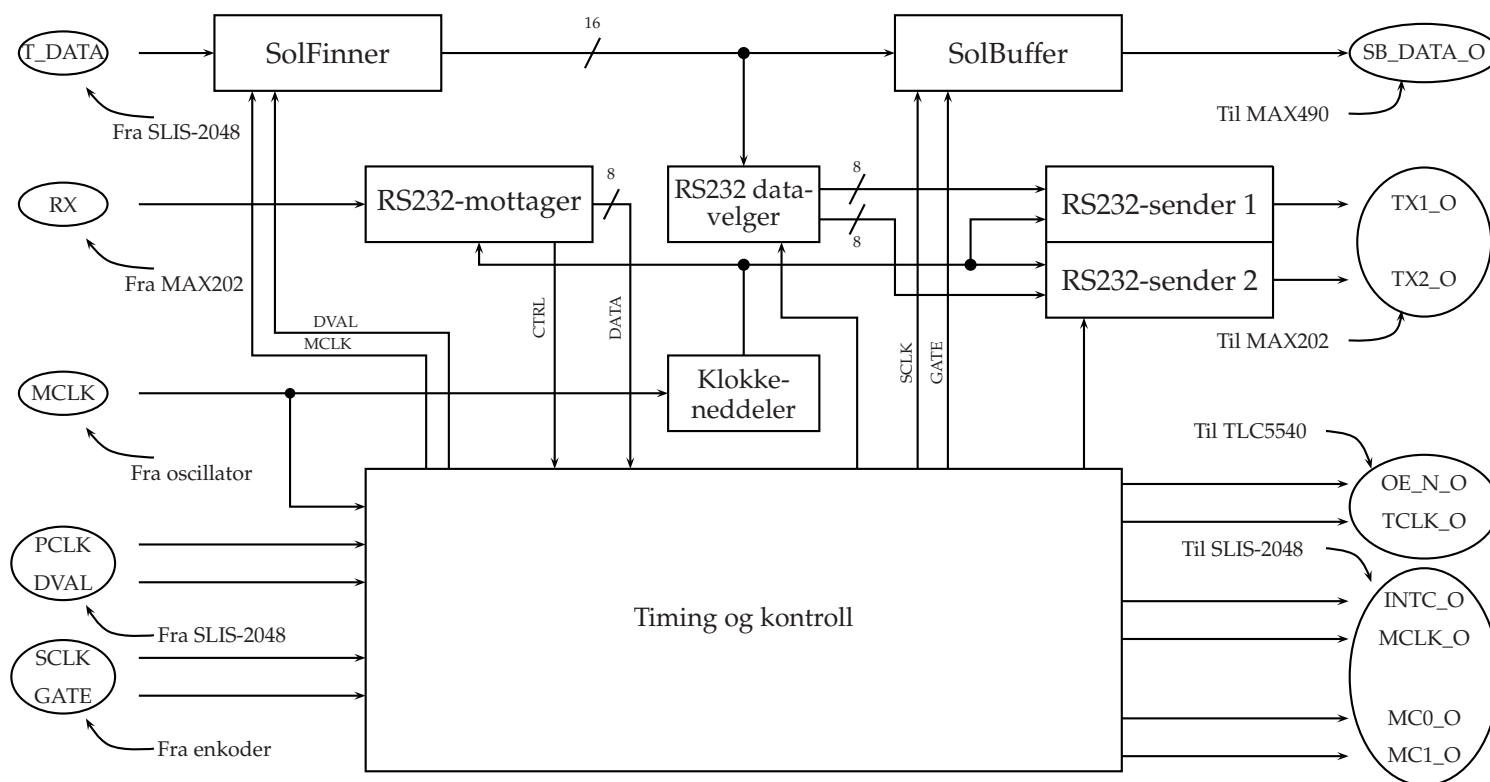 16
T_DATA
SolFinner
SolBuffer
SB_DATA_O
Fra SLIS-2048
Til MAX490
RX
RS232-mottager
8
RS232 data-
velger
8
8
RS232-sender 1
TX1_O
RS232-sender 2
TX2_O
Fra MAX202
Til MAX202
DVAL
MCLK
CTRL
DATA
SCLK
GATE
MCLK
Klokke-
neddeler
Fra oscillator
Til TLC5540
OE_N_O
TCLK_O
PCLK
DVAL
Til SLIS-2048
Fra SLIS-2048
Timing og kontroll
INTC_O
MCLK_O
SCLK
GATE
Fra enkoder
MC0_O
MC1_O